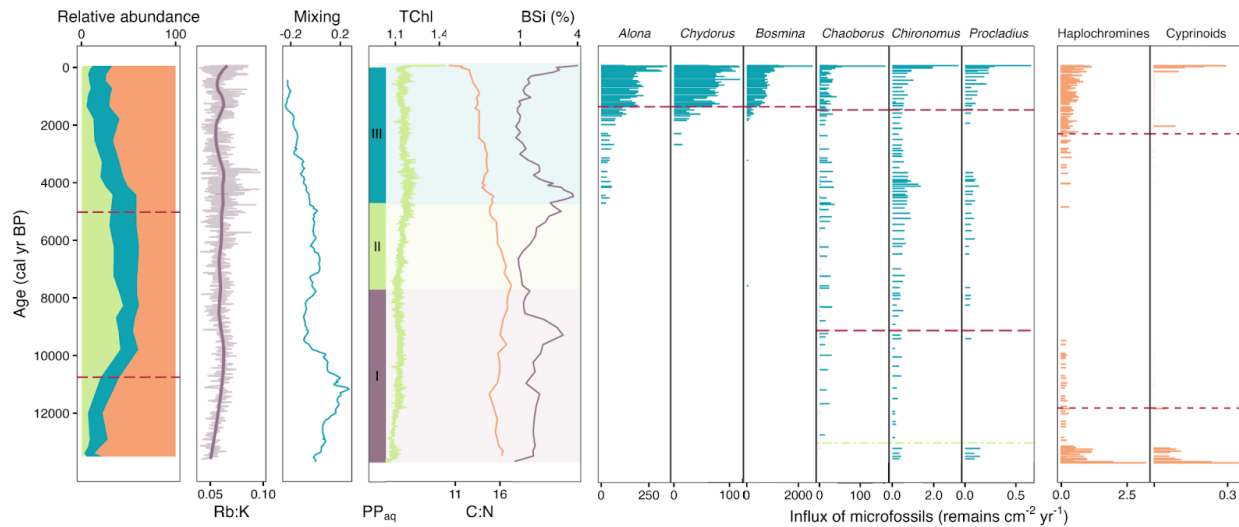 Relative abundance
0 100
Mixing
-0.2 0.2
TChl
1.1 1.4
BSi (%)
1 4
Alona
Chydorus
Bosmina
Chaoborus
Chironomus
Procladius
Haplochromines
Cyprinoids
Age (cal yr BP)
0
2000
4000
6000
8000
10000
12000
III
II
I
0.05 0.10
Rb:K
PPaq
11 16
C:N
0 250
0 100
0 2000
0 100
0.0 2.0
0.0 0.5
0.0 2.5
0.3
Influx of microfossils (remains cm-2 yr-1)